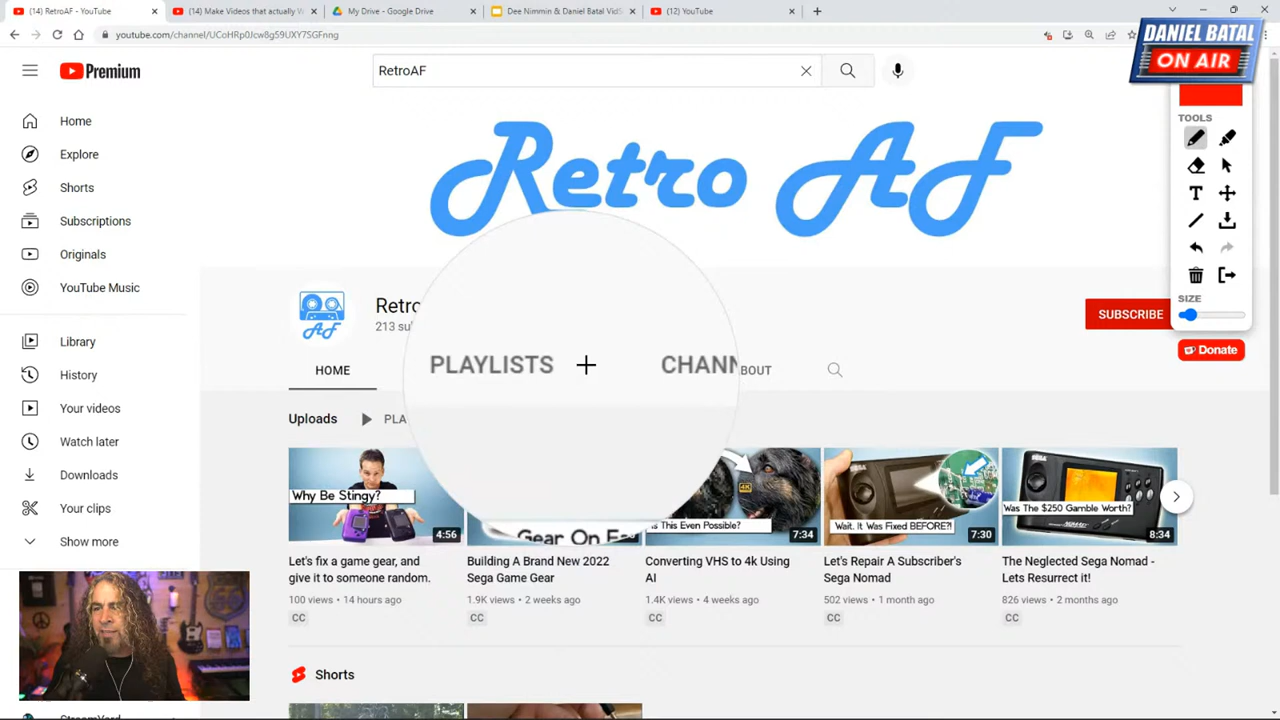 (14) RetroAF - YouTube
(14) Make Videos that actually W
My Drive - Google Drive
Dee Nimmin & Daniel Batal VidS
(12) YouTube
youtube.com/channel/UCoHRp0Jcw8g59UXY7SGFnng
DANIEL BATAL
ON AIR
Premium
RetroAF
TOOLS
T
SIZE
Home
Explore
Shorts
Subscriptions
Originals
YouTube Music
Library
History
Your videos
Watch later
Downloads
Your clips
Show more
Retro AF
AF
Retro
213 su
SUBSCRIBE
Donate
HOME
PLAYLISTS
CHANN
BOUT
Uploads
PLA
Why Be Stingy?
4:56
Gear On Ea
Is This Even Possible?
4K
7:34
SEGA
Wait. It Was Fixed BEFORE?!
7:30
SEGA
Was The $250 Gamble Worth?
8:34
Let's fix a game gear, and
give it to someone random.
100 views • 14 hours ago
CC
Building A Brand New 2022
Sega Game Gear
1.9K views • 2 weeks ago
CC
Converting VHS to 4k Using
AI
1.4K views • 4 weeks ago
CC
Let's Repair A Subscriber's
Sega Nomad
502 views • 1 month ago
CC
The Neglected Sega Nomad -
Lets Resurrect it!
826 views • 2 months ago
CC
Shorts
StreamYard